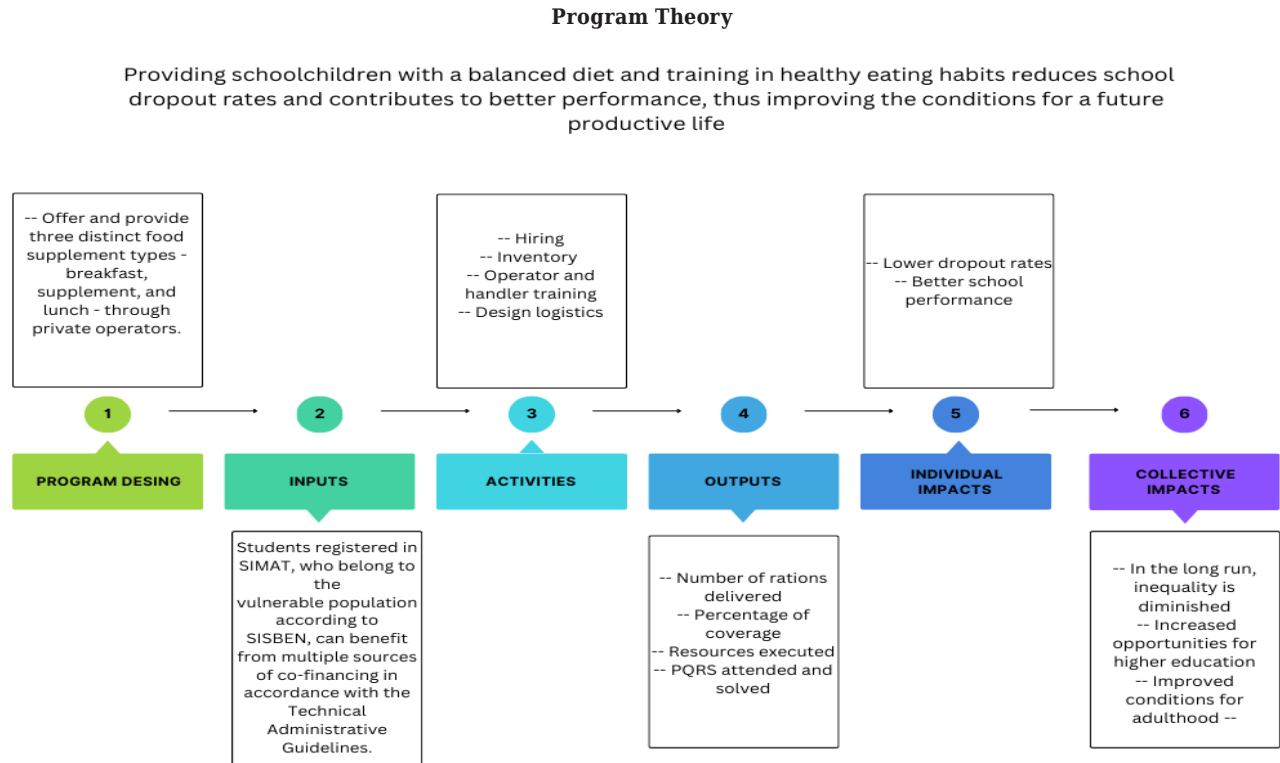 Program Theory
Providing schoolchildren with a balanced diet and training in healthy eating habits reduces school
dropout rates and contributes to better performance, thus improving the conditions for a future
productive life
-- Offer and provide
three distinct food
supplement types -
breakfast,
supplement, and
lunch - through
private operators.
-- Hiring
-- Inventory
-- Operator and
handler training
-- Design logistics
-- Lower dropout rates
-- Better school
performance
1
2
3
4
5
6
PROGRAM DESING
INPUTS
ACTIVITIES
OUTPUTS
INDIVIDUAL
IMPACTS
COLLECTIVE
IMPACTS
Students registered in
SIMAT, who belong to
the
vulnerable population
according to
SISBEN, can benefit
from multiple sources
of co-financing in
accordance with the
Technical
Administrative
Guidelines.
-- Number of rations
delivered
-- Percentage of
coverage
-- Resources executed
-- PQRS attended and
solved
-- In the long run,
inequality is
diminished
-- Increased
opportunities for
higher education
-- Improved
conditions for
adulthood --